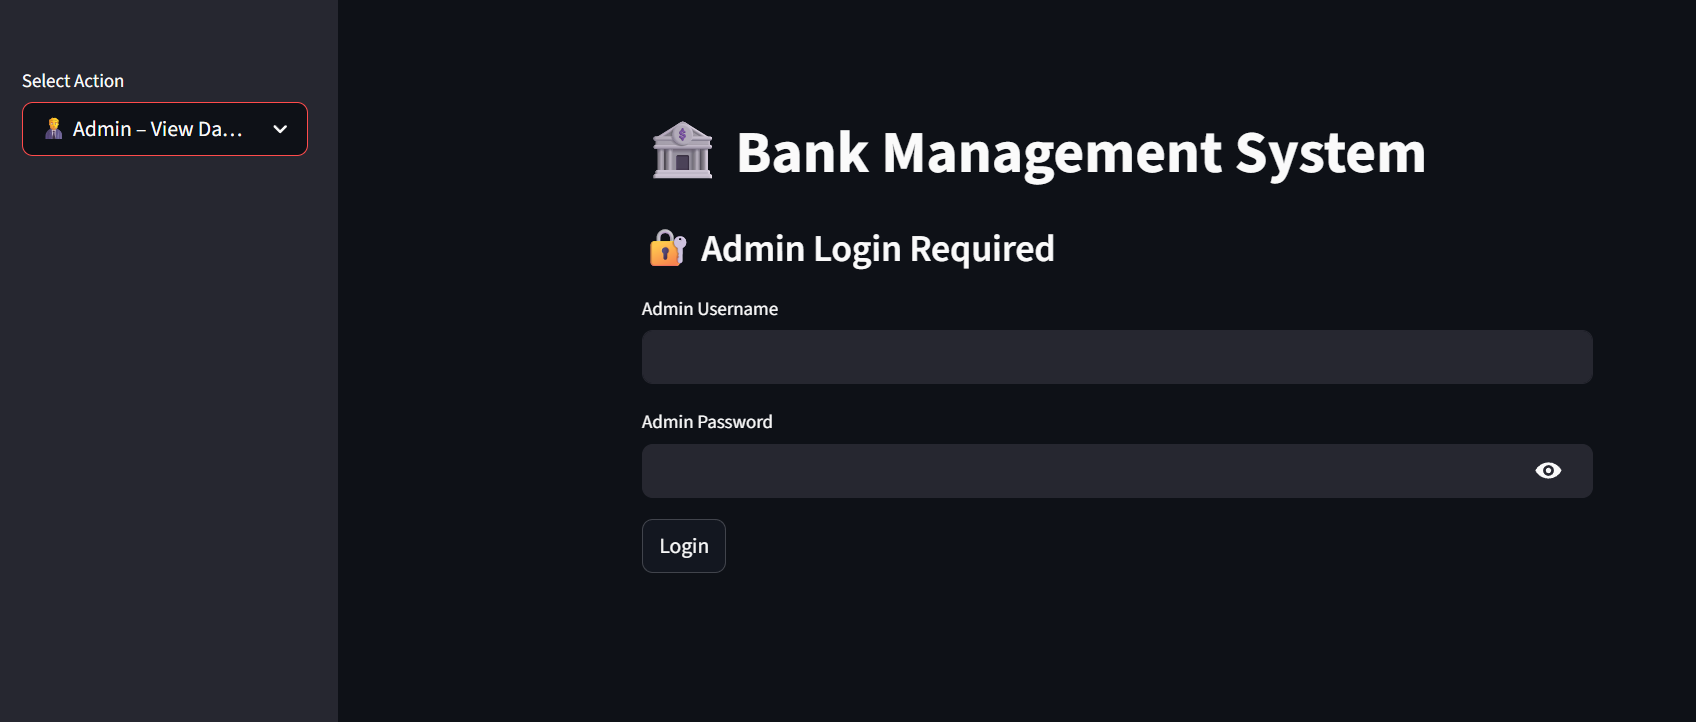 Select Action
Admin – View Da...
Bank Management System
Admin Login Required
Admin Username
Admin Password
Login